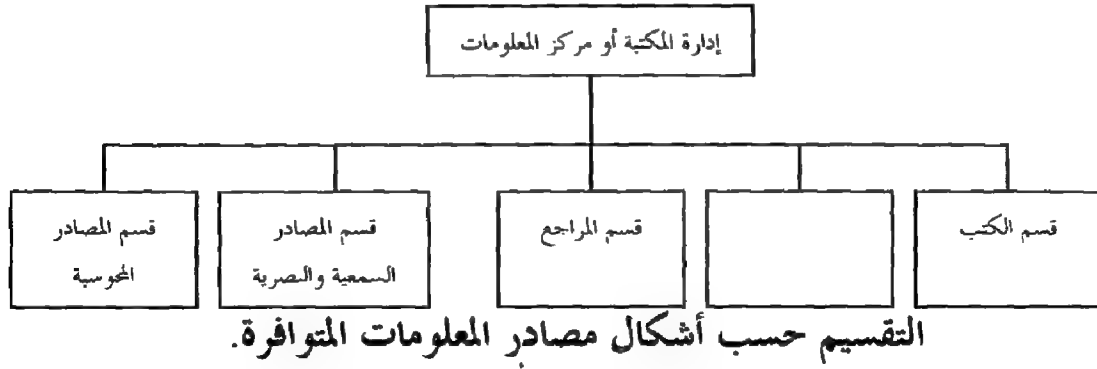 إدارة المكتبة أو مركز المعلومات
قسم الكتب
قسم المراجع
قسم المصادر
السمعية والبصرية
قسم المصادر
المحوسبة
التقسيم حسب أشكال مصادر المعلومات المتوافرة.